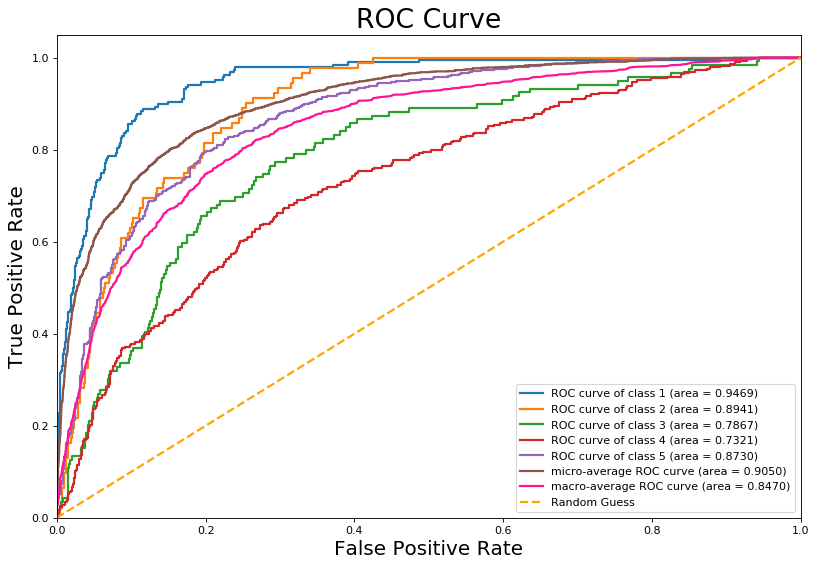 ROC Curve
True Positive Rate
1.0
0.8
0.6
0.4
0.2
0.0
0.0 0.2 0.4 0.6 0.8 1.0
False Positive Rate
ROC curve of class 1 (area = 0.9469)
ROC curve of class 2 (area = 0.8941)
ROC curve of class 3 (area = 0.7867)
ROC curve of class 4 (area = 0.7321)
ROC curve of class 5 (area = 0.8730)
micro-average ROC curve (area = 0.9050)
macro-average ROC curve (area = 0.8470)
Random Guess